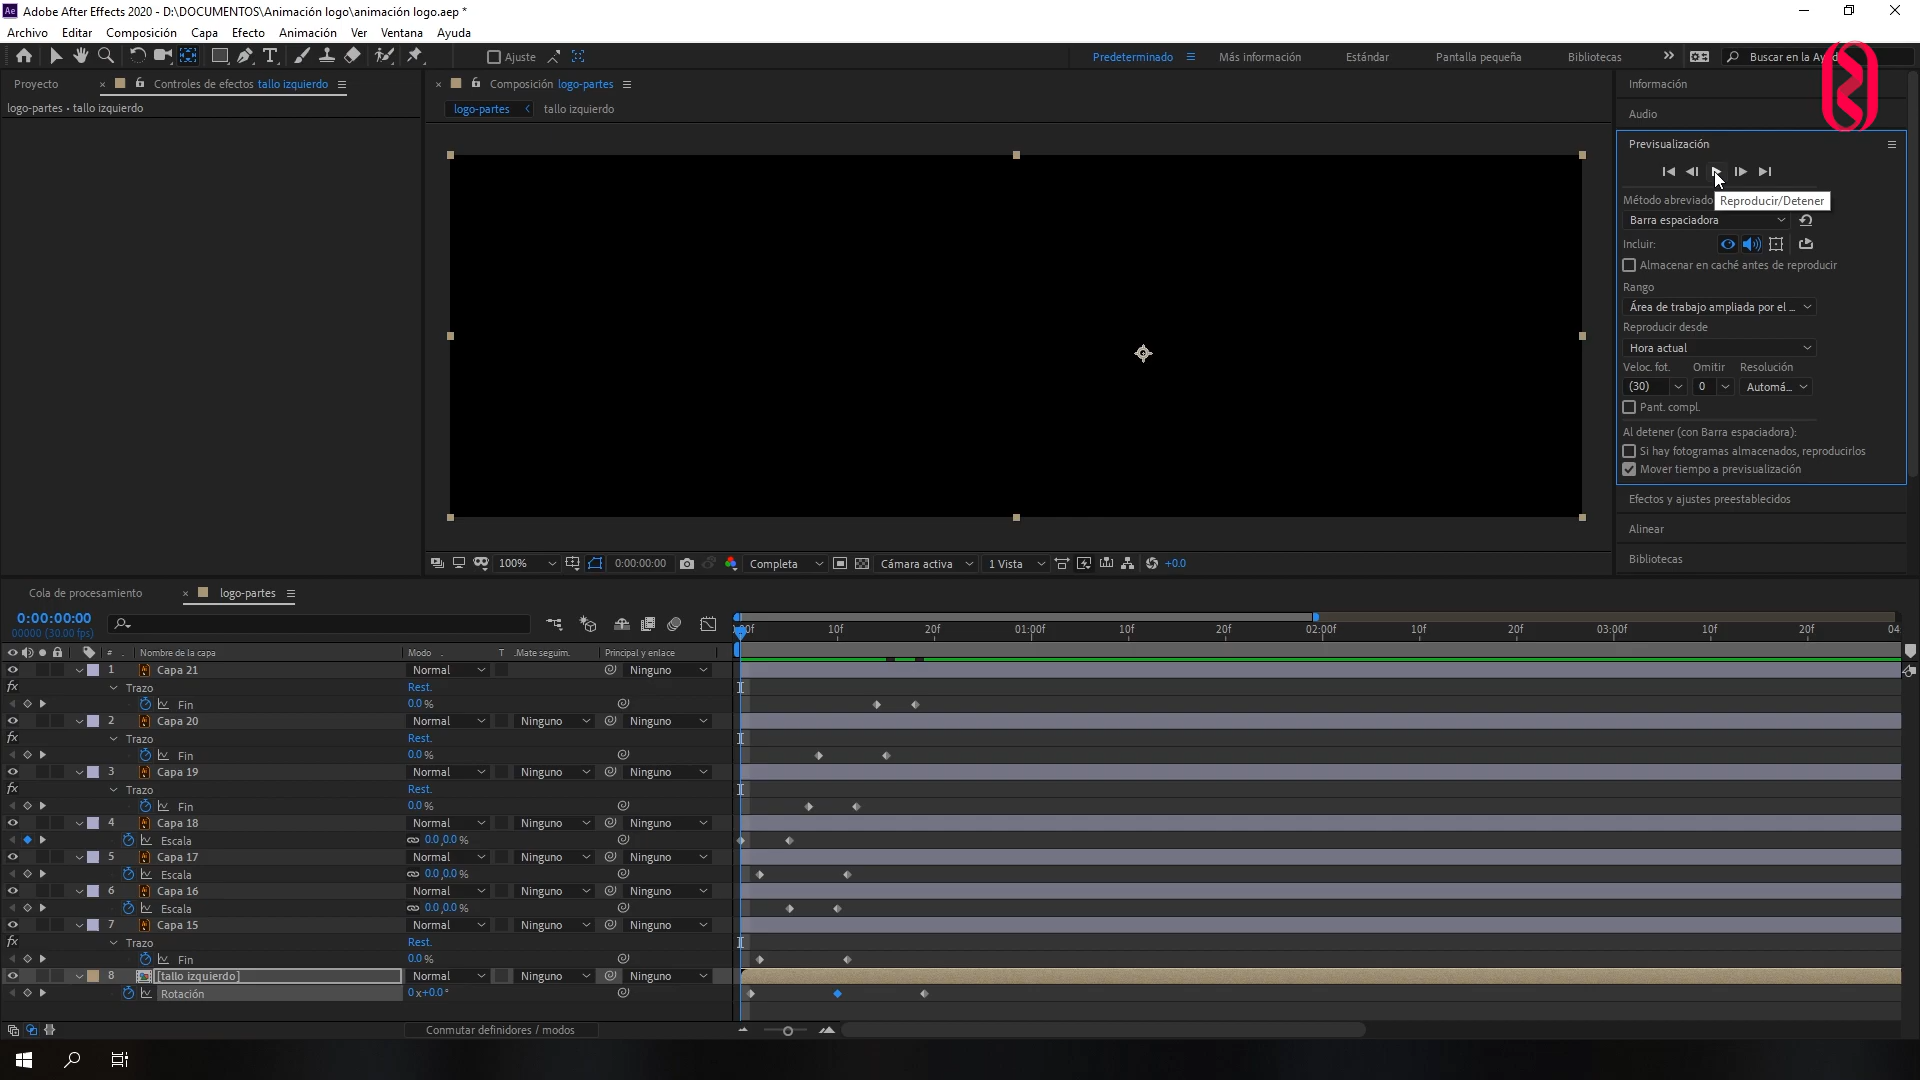 Ae Adobe After Effects 2020 - D:\DOCUMENTOS\Animación logo\animación logo.aep *
Archivo Editar Composición Capa Efecto Animación Ver Ventana Ayuda
Ajuste Predeterminado Más información Estándar Pantalla pequeña Bibliotecas Buscar en la Ay
Proyecto Controles de efectos tallo izquierdo
Composición logo-partes
Información
logo-partes • tallo izquierdo
logo-partes tallo izquierdo
Audio
Previsualización
Método abreviado
Reproducir/Detener
Barra espaciadora
Incluir:
Almacenar en caché antes de reproducir
Rango
Área de trabajo ampliada por el ...
Reproducir desde
Hora actual
Veloc. fot. Omitir Resolución
(30) 0 Automá...
Pant. compl.
Al detener (con Barra espaciadora):
Si hay fotogramas almacenados, reproducirlos
Mover tiempo a previsualización
Efectos y ajustes preestablecidos
Alinear
Bibliotecas
100% 0:00:00:00 Completa Cámara activa 1 Vista +0.0
Cola de procesamiento logo-partes
0:00:00:00
00000 (30.00 fps)
:00f 10f 20f 01:00f 10f 20f 02:00f 10f 20f 03:00f 10f 20f 04
# Nombre de la capa Modo T .Mate seguim. Principal y enlace
1 Capa 21 Normal Ninguno
fx Trazo Rest.
Fin 0.0 %
2 Capa 20 Normal Ninguno Ninguno
fx Trazo Rest.
Fin 0.0 %
3 Capa 19 Normal Ninguno Ninguno
fx Trazo Rest.
Fin 0.0 %
4 Capa 18 Normal Ninguno Ninguno
Escala 0.0,0.0 %
5 Capa 17 Normal Ninguno Ninguno
Escala 0.0,0.0 %
6 Capa 16 Normal Ninguno Ninguno
Escala 0.0,0.0 %
7 Capa 15 Normal Ninguno Ninguno
fx Trazo Rest.
Fin 0.0 %
8 [tallo izquierdo] Normal Ninguno Ninguno
Rotación 0x+0.0°
Conmutar definidores / modos